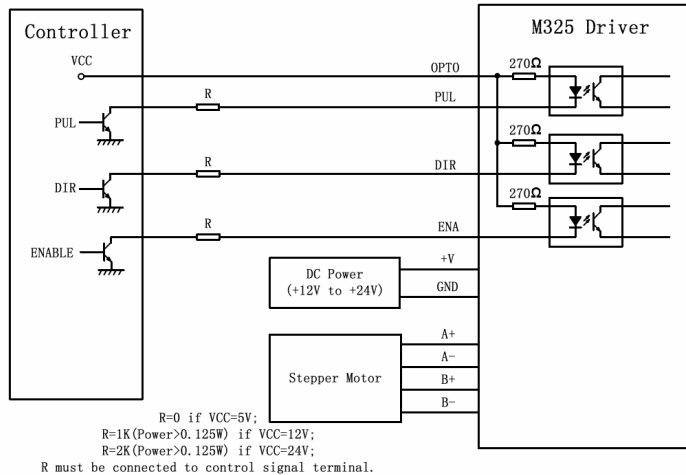 Controller
M325 Driver
VCC
OPTO
270Ω
R
PUL
PUL
270Ω
R
DIR
DIR
270Ω
R
ENA
ENABLE
+V
DC Power
(+12V to +24V)
GND
A+
A-
Stepper Motor
B+
B-
R=0 if VCC=5V;
R=1K(Power>0.125W) if VCC=12V;
R=2K(Power>0.125W) if VCC=24V;
R must be connected to control signal terminal.